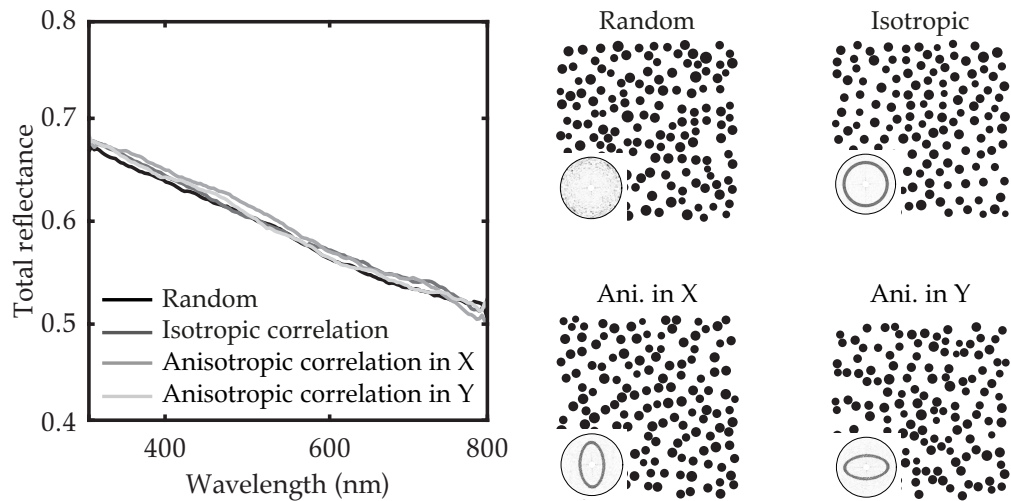 0.8
0.7
0.6
0.5
0.4
Total reflectance
400
600
800
Wavelength (nm)
Random
Isotropic correlation
Anisotropic correlation in X
Anisotropic correlation in Y
Random
Isotropic
Ani. in X
Ani. in Y